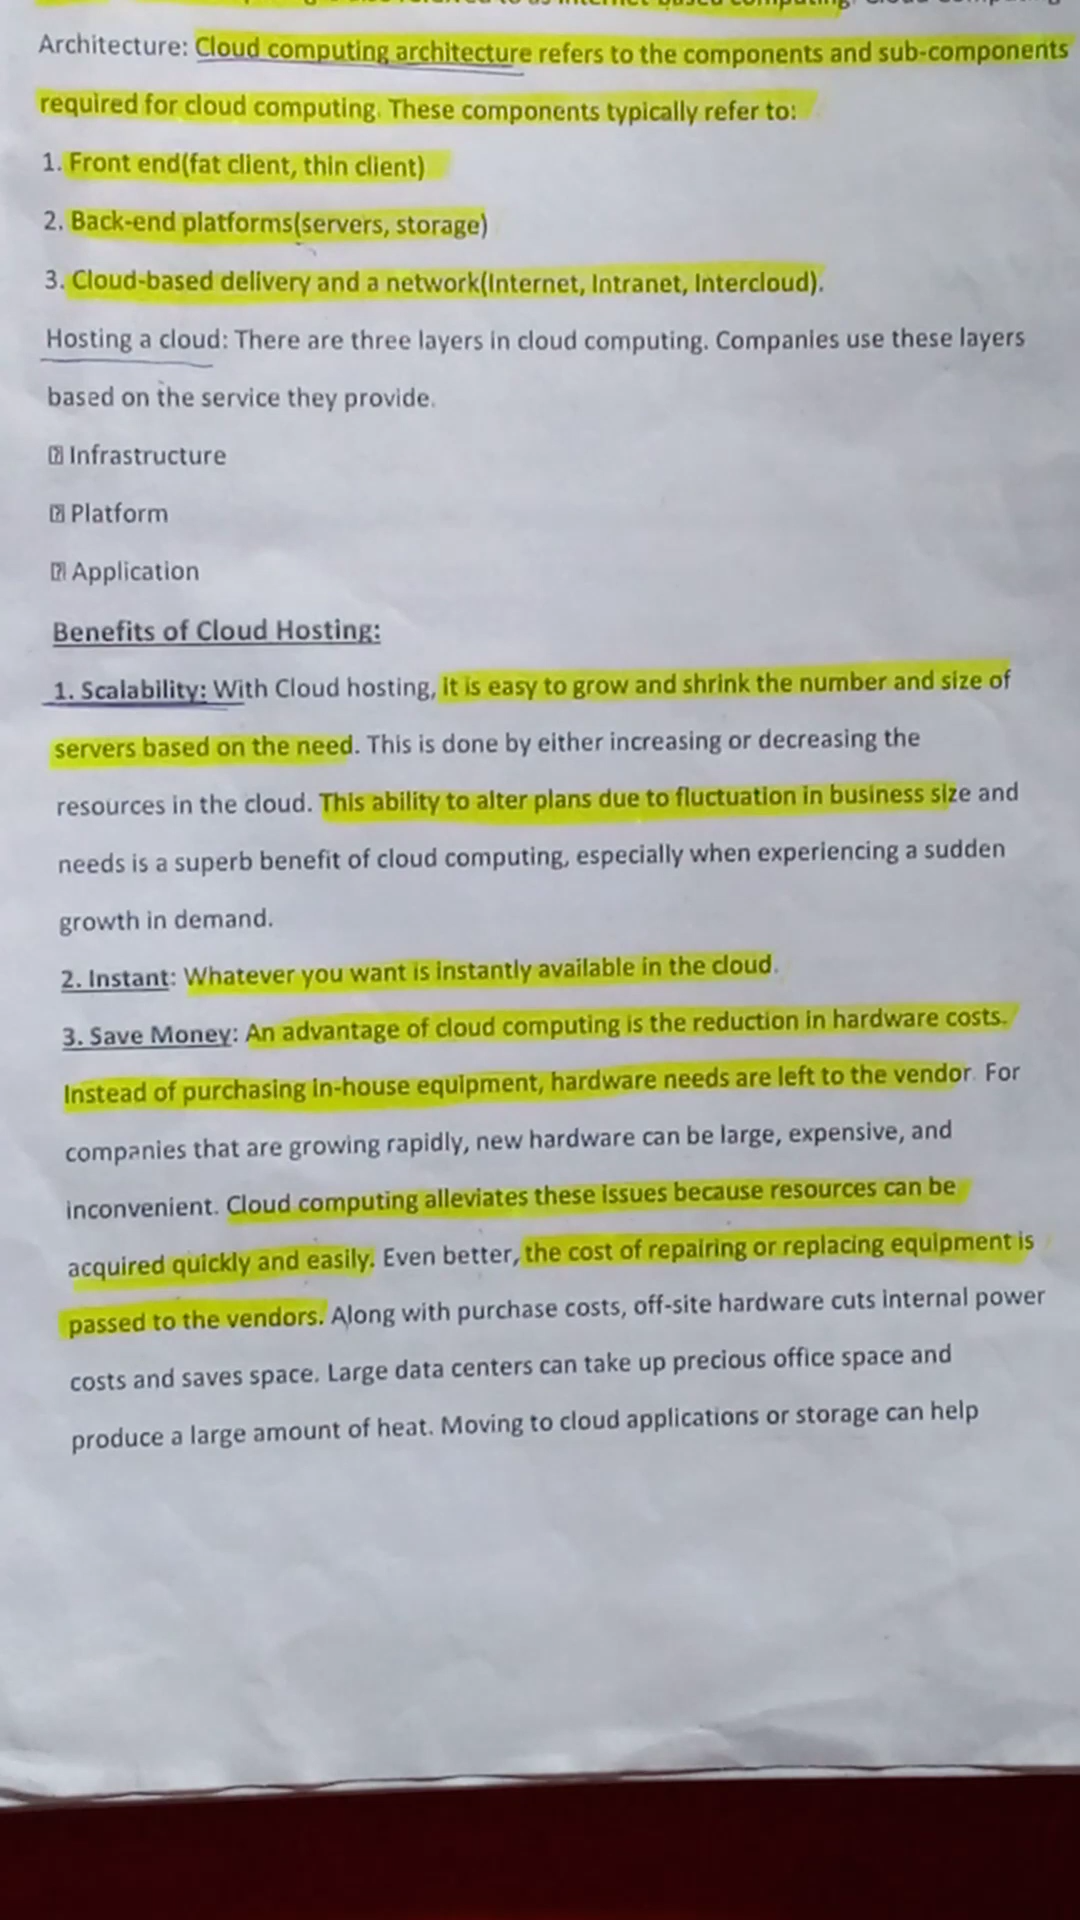 Architecture: Cloud computing architecture refers to the components and sub-components
required for cloud computing. These components typically refer to:
1. Front end(fat client, thin client)
2. Back-end platforms(servers, storage)
3. Cloud-based delivery and a network(Internet, Intranet, Intercloud).
Hosting a cloud: There are three layers in cloud computing. Companies use these layers
based on the service they provide.
Infrastructure
Platform
Application
Benefits of Cloud Hosting:
1. Scalability: With Cloud hosting, it is easy to grow and shrink the number and size of
servers based on the need. This is done by either increasing or decreasing the
resources in the cloud. This ability to alter plans due to fluctuation in business size and
needs is a superb benefit of cloud computing, especially when experiencing a sudden
growth in demand.
2. Instant: Whatever you want is instantly available in the cloud.
3. Save Money: An advantage of cloud computing is the reduction in hardware costs.
Instead of purchasing in-house equipment, hardware needs are left to the vendor. For
companies that are growing rapidly, new hardware can be large, expensive, and
inconvenient. Cloud computing alleviates these issues because resources can be
acquired quickly and easily. Even better, the cost of repairing or replacing equipment is
passed to the vendors. Along with purchase costs, off-site hardware cuts internal power
costs and saves space. Large data centers can take up precious office space and
produce a large amount of heat. Moving to cloud applications or storage can help